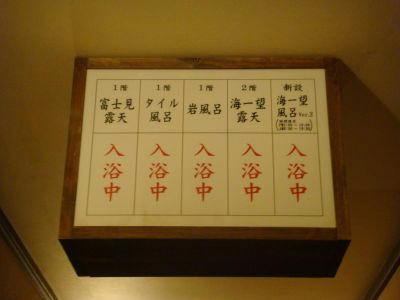 1階
富士見
露天
入浴中
1階
タイル
風呂
入浴中
1階
岩風呂
入浴中
2階
海一望
露天
入浴中
新設
海一望
風呂 Ver.2
入浴中